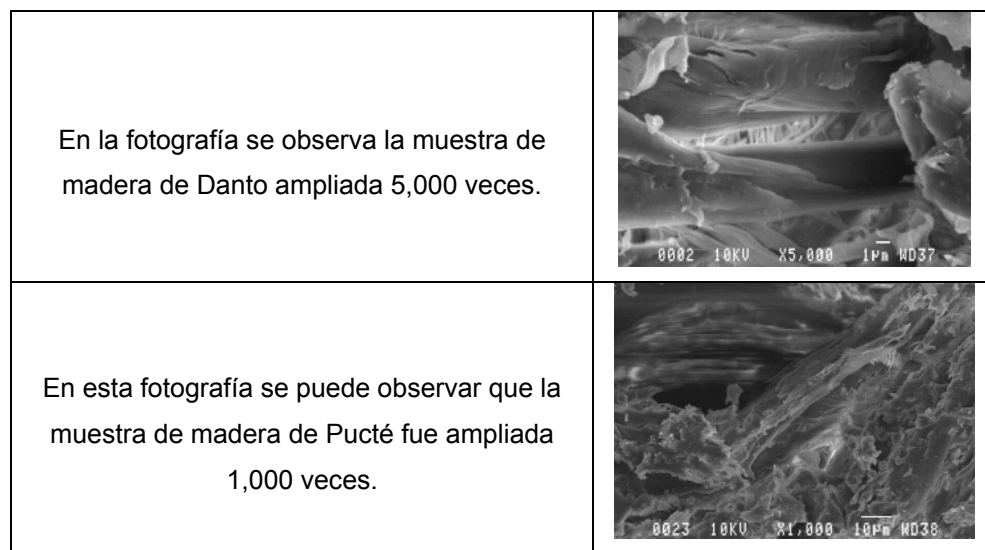 En la fotografía se observa la muestra de
madera de Danto ampliada 5,000 veces.
0002 10KV X5,000 1µm WD37
En esta fotografía se puede observar que la
muestra de madera de Pucté fue ampliada
1,000 veces.
0023 10KV X1,000 10µm WD38